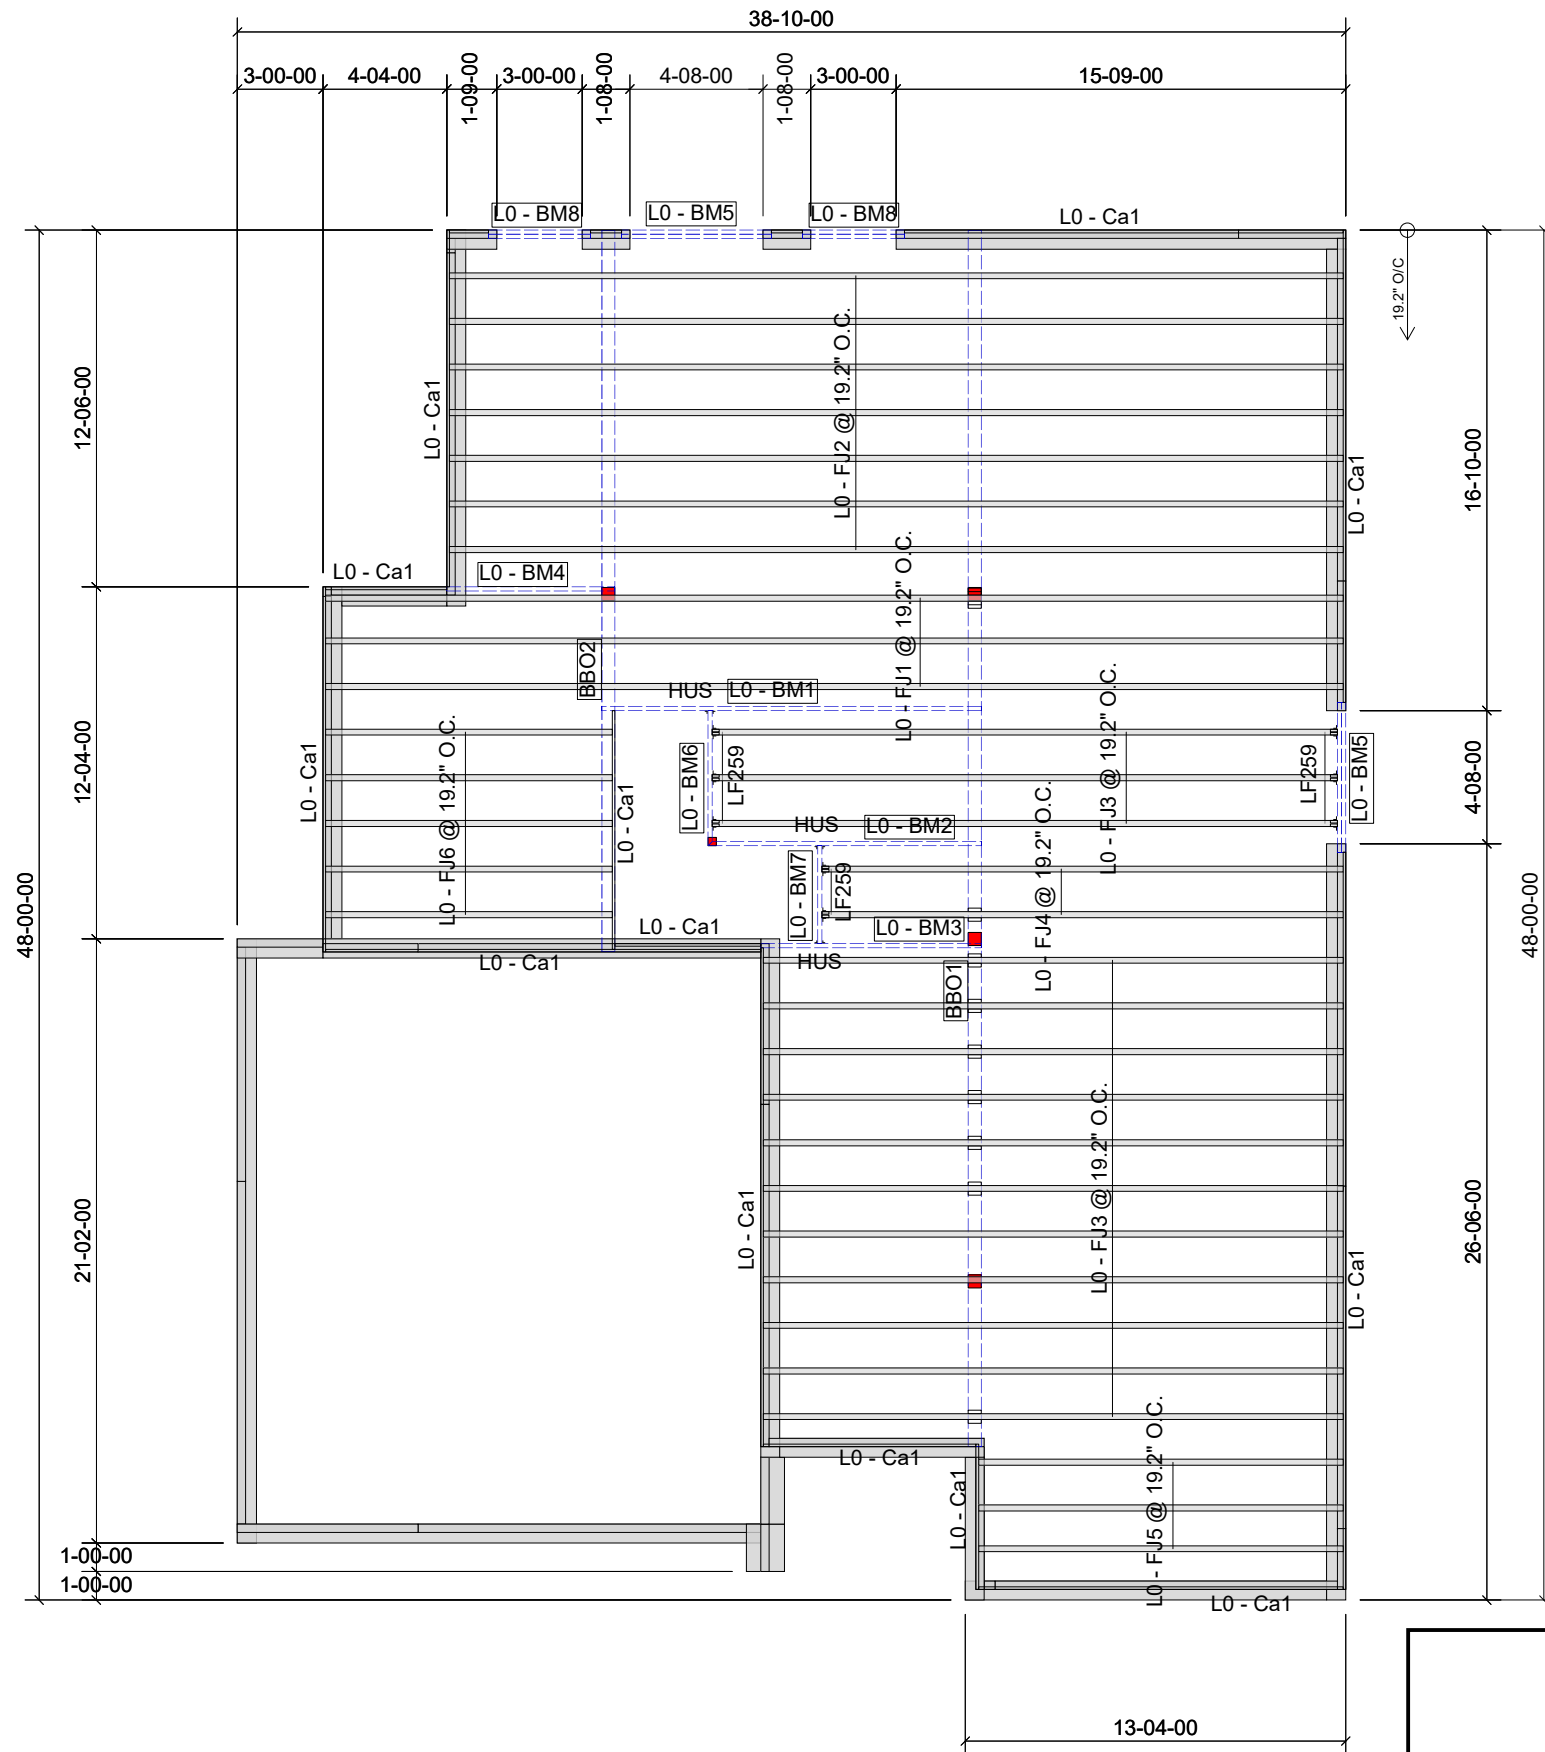 38-10-00
3-00-00
4-04-00
1-09-00
3-00-00
1-08-00
4-08-00
1-08-00
3-00-00
15-09-00
L0 - BM8
L0 - BM5
L0 - BM8
L0 - Ca1
19.2" O/C
12-06-00
L0 - Ca1
L0 - FJ2 @ 19.2" O.C.
L0 - Ca1
16-10-00
L0 - Ca1
L0 - BM4
L0 - FJ1 @ 19.2" O.C.
BBO2
HUS
L0 - BM1
L0 - FJ3 @ 19.2" O.C.
12-04-00
L0 - Ca1
L0 - FJ6 @ 19.2" O.C.
L0 - Ca1
L0 - BM6
LF259
LF259
L0 - BM5
4-08-00
HUS
L0 - BM2
L0 - BM7
LF259
L0 - FJ4 @ 19.2" O.C.
48-00-00
48-00-00
L0 - Ca1
L0 - BM3
L0 - Ca1
HUS
BBO1
21-02-00
L0 - Ca1
L0 - FJ3 @ 19.2" O.C.
L0 - Ca1
26-06-00
L0 - Ca1
L0 - Ca1
L0 - FJ5 @ 19.2" O.C.
1-00-00
1-00-00
L0 - Ca1
13-04-00